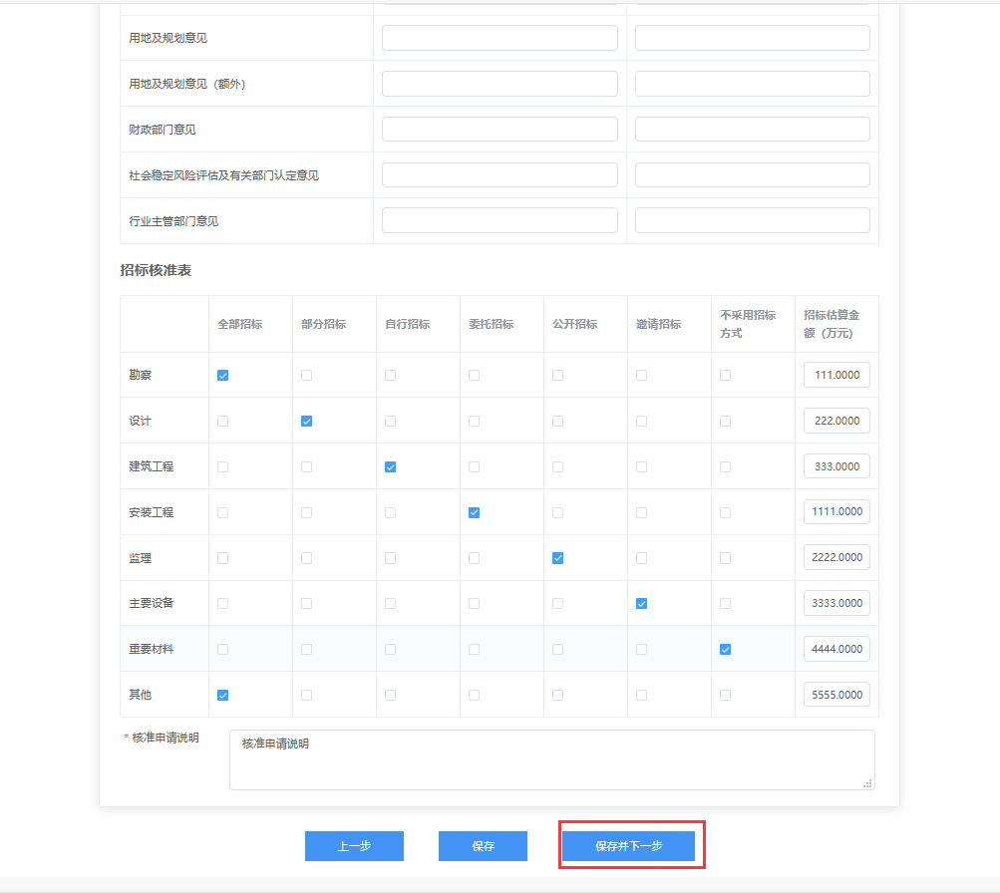 用地及规划意见
用地及规划意见（额外）
财政部门意见
社会稳定风险评估及有关部门认定意见
行业主管部门意见
招标核准表
全部招标 部分招标 自行招标 委托招标 公开招标 邀请招标 不采用招标方式 招标估算金额（万元）
勘察 111.0000
设计 222.0000
建筑工程 333.0000
安装工程 1111.0000
监理 2222.0000
主要设备 3333.0000
重要材料 4444.0000
其他 5555.0000
* 核准申请说明 核准申请说明
上一步 保存 保存并下一步